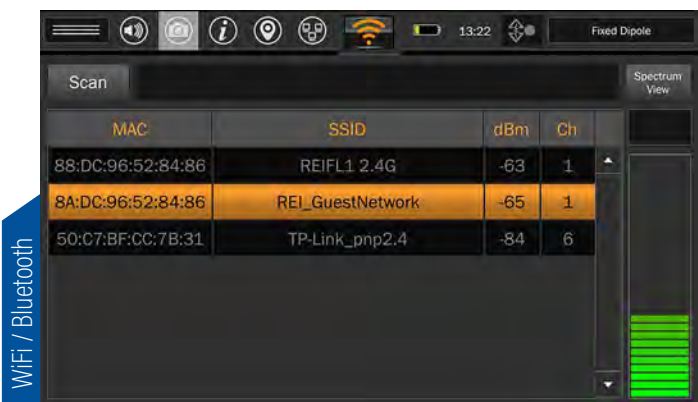 13:22
Fixed Dipole
Scan
Spectrum
View
MAC SSID dBm Ch
88:DC:96:52:84:86 REIFL1 2.4G -63 1
8A:DC:96:52:84:86 REI_GuestNetwork -65 1
50:C7:BF:CC:7B:31 TP-Link_pnp2.4 -84 6
WiFi / Bluetooth